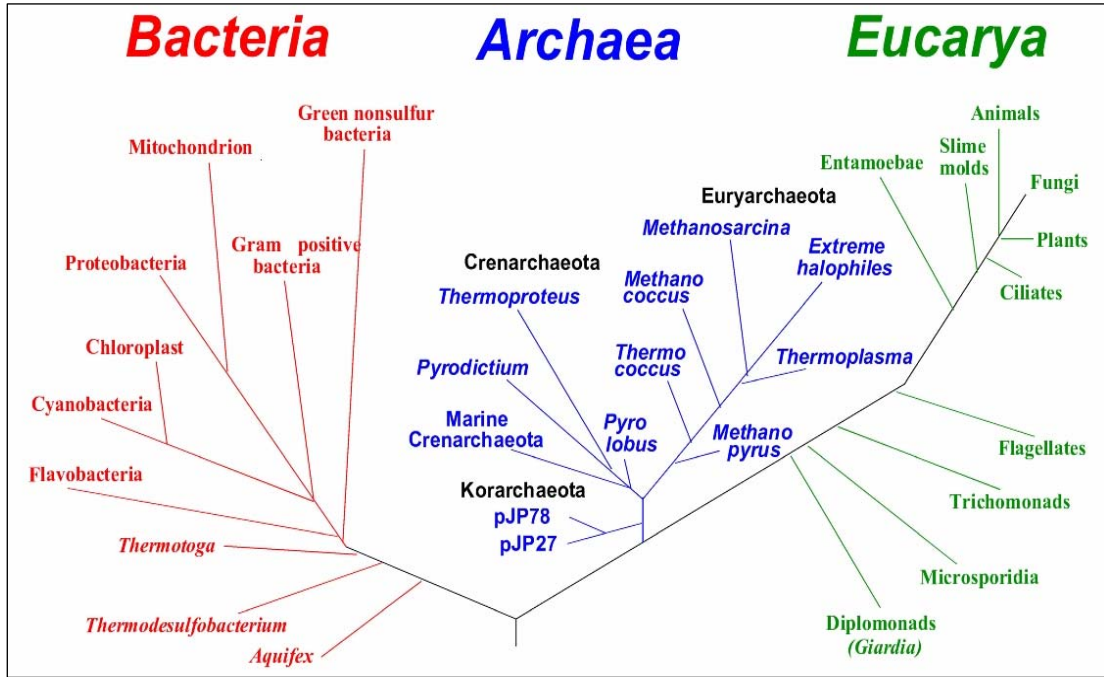 Bacteria
Archaea
Eucarya
Green nonsulfur
bacteria
Mitochondrion
Gram positive
bacteria
Proteobacteria
Chloroplast
Cyanobacteria
Flavobacteria
Thermotoga
Thermodesulfobacterium
Aquifex
Crenarchaeota
Thermoproteus
Pyrodictium
Marine
Crenarchaeota
Pyro
lobus
Korarchaeota
pJP78
pJP27
Euryarchaeota
Methanosarcina
Methano
coccus
Thermo
coccus
Methano
pyrus
Extreme
halophiles
Thermoplasma
Entamoebae
Slime
molds
Animals
Fungi
Plants
Ciliates
Flagellates
Trichomonads
Microsporidia
Diplomonads
(Giardia)